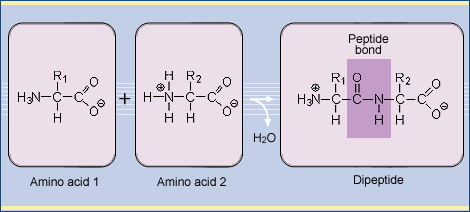 Peptide
bond
R₁
H₃N—C—C
H
O
O⊖
+
H
H—N—C—C
⊕
H
R₂
H
O
O⊖
H₂O
H₃N—C—C—N—C—C
⊕
R₁
H
O
H
R₂
H
O
O⊖
Amino acid 1
Amino acid 2
Dipeptide